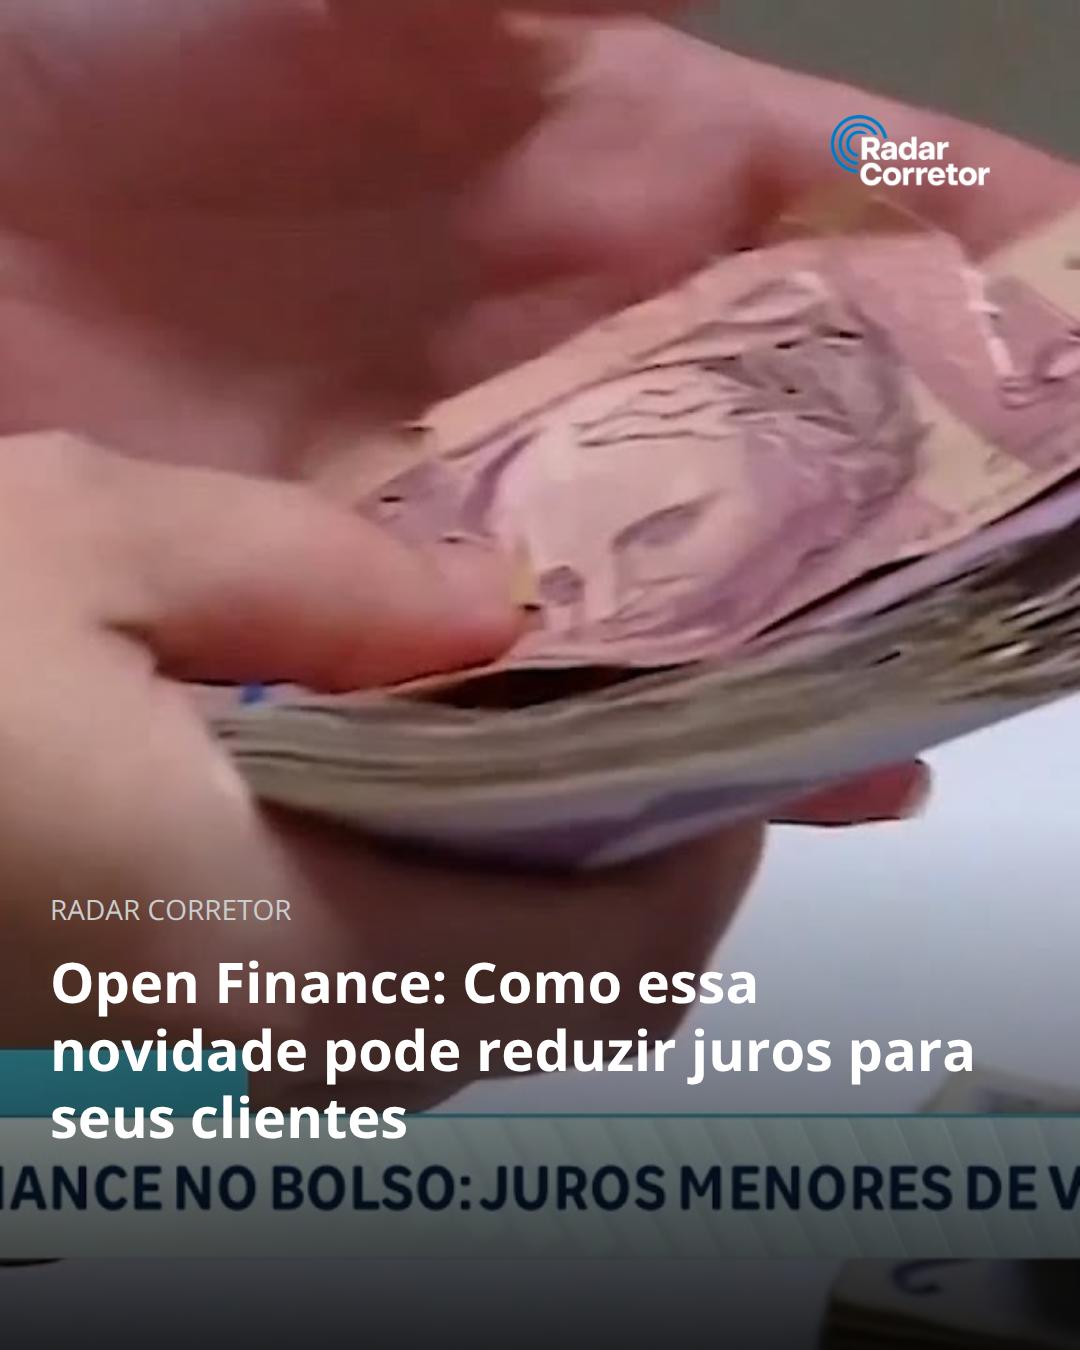 Radar
Corretor
RADAR CORRETOR
Open Finance: Como essa
novidade pode reduzir juros para
seus clientes
NO BOLSO: JUROS MENORES DE